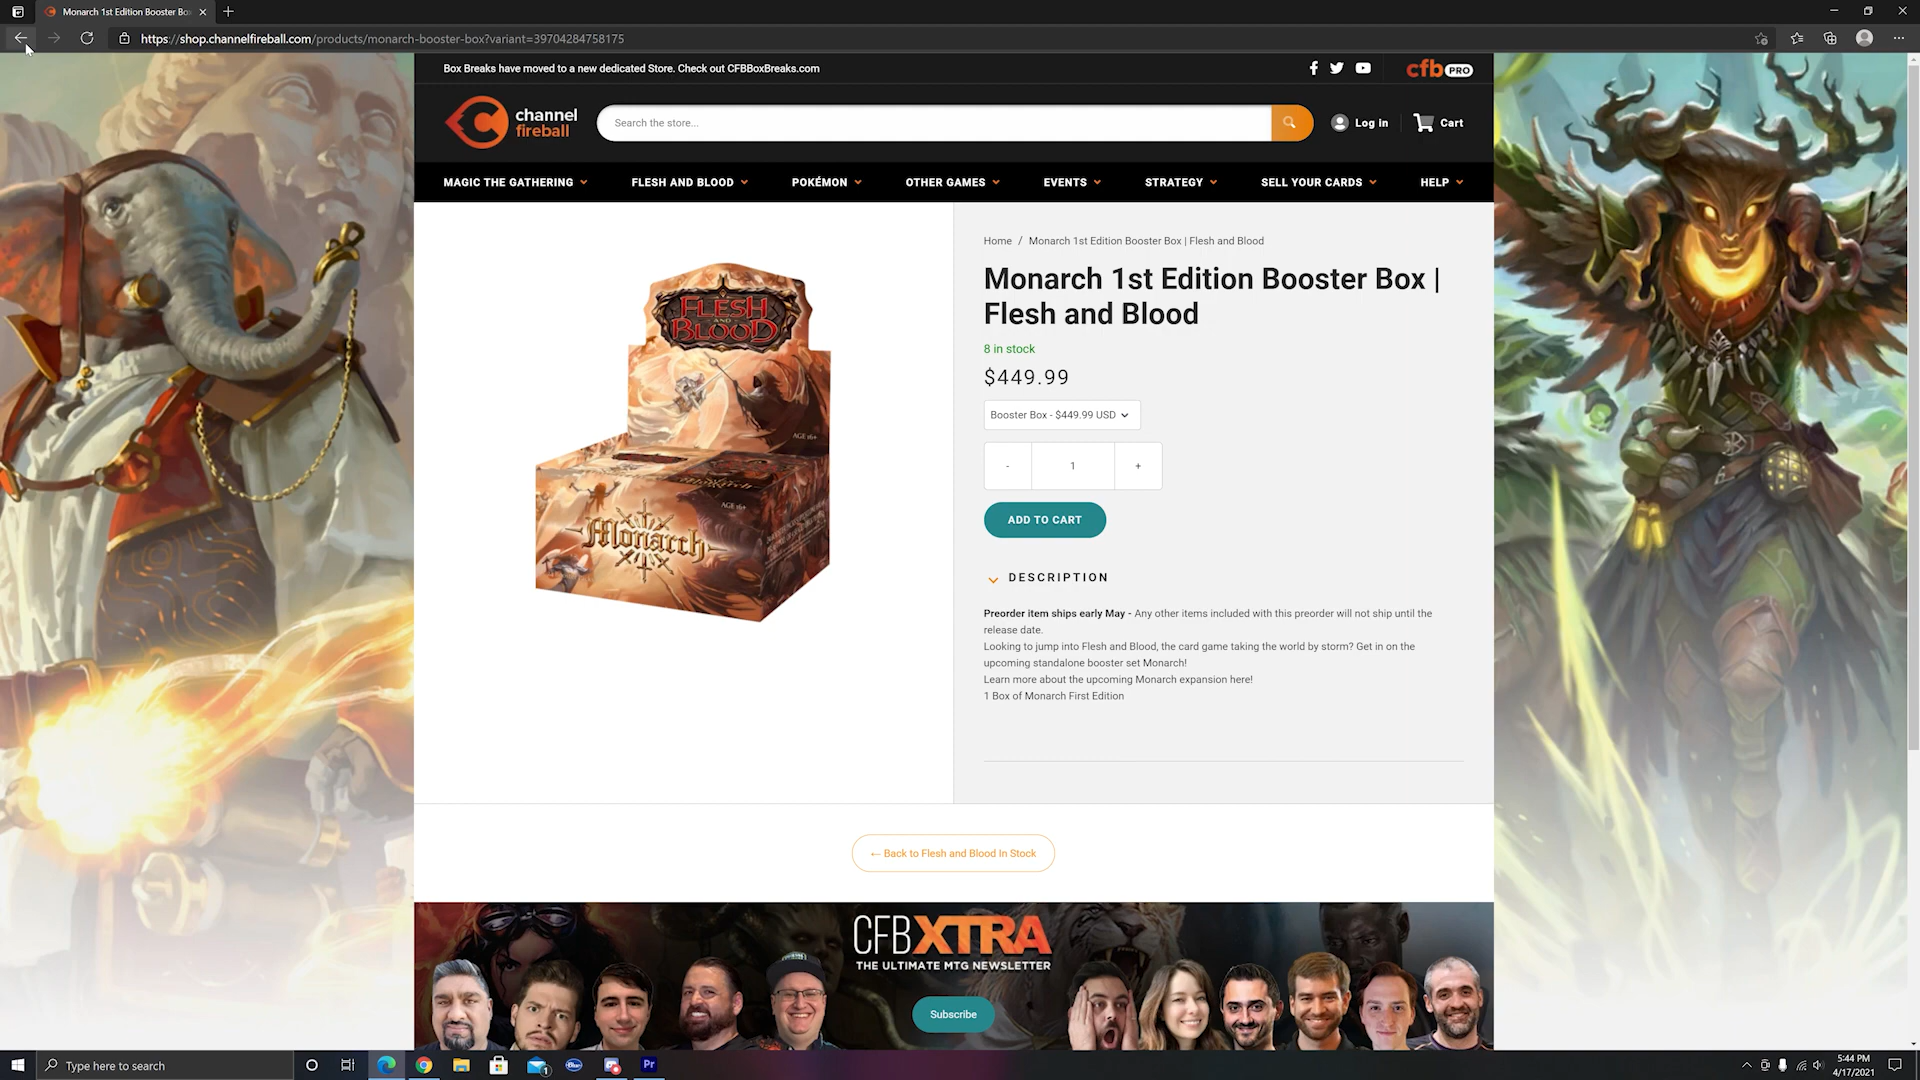 Monarch 1st Edition Booster Bo
https://shop.channelfireball.com/products/monarch-booster-box?variant=39704284758175
Box Breaks have moved to a new dedicated Store. Check out CFBBoxBreaks.com
cfb PRO
channel
fireball
Search the store...
Log in
Cart
MAGIC THE GATHERING
FLESH AND BLOOD
POKÉMON
OTHER GAMES
EVENTS
STRATEGY
SELL YOUR CARDS
HELP
FLESH
AND
BLOOD
AGE 16+
AGE 16+
Monarch
Home / Monarch 1st Edition Booster Box | Flesh and Blood
Monarch 1st Edition Booster Box |
Flesh and Blood
8 in stock
$449.99
Booster Box - $449.99 USD
- 1 +
ADD TO CART
DESCRIPTION
Preorder item ships early May - Any other items included with this preorder will not ship until the
release date.
Looking to jump into Flesh and Blood, the card game taking the world by storm? Get in on the
upcoming standalone booster set Monarch!
Learn more about the upcoming Monarch expansion here!
1 Box of Monarch First Edition
← Back to Flesh and Blood In Stock
CFBXTRA
THE ULTIMATE MTG NEWSLETTER
Subscribe
Type here to search
1
Blue
Pr
5:44 PM
4/17/2021